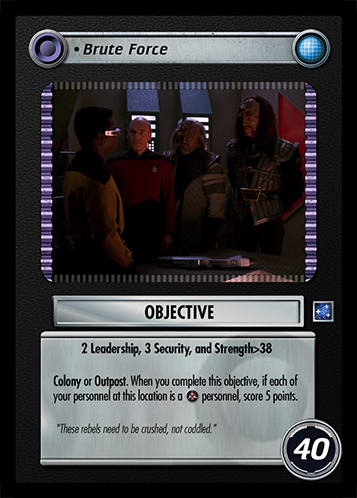 • Brute Force
OBJECTIVE
2 Leadership, 3 Security, and Strength>38
Colony or Outpost. When you complete this objective, if each of
your personnel at this location is a personnel, score 5 points.
"These rebels need to be crushed, not coddled."
40